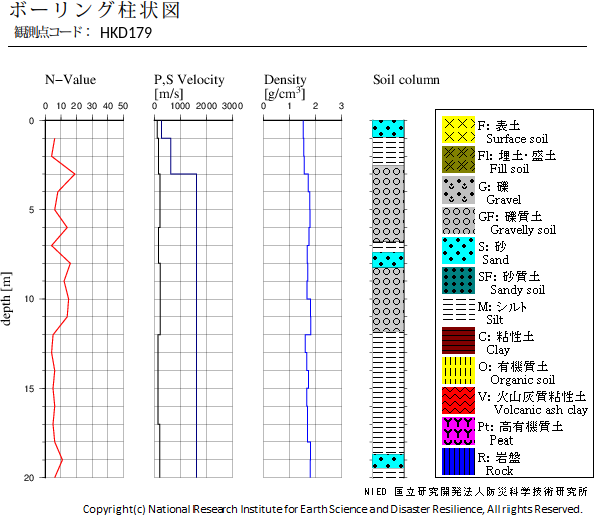 ボーリング柱状図
観測点コード： HKD179
N−Value
0 10 20 30 40 50
P,S Velocity
[m/s]
0 1000 2000 3000
Density
[g/cm³]
0 1 2 3
Soil column
depth [m]
0
5
10
15
20
F: 表土
Surface soil
Fl: 埋土・盛土
Fill soil
G: 礫
Gravel
GF: 礫質土
Gravelly soil
S: 砂
Sand
SF: 砂質土
Sandy soil
M: シルト
Silt
C: 粘性土
Clay
O: 有機質土
Organic soil
V: 火山灰質粘性土
Volcanic ash clay
Pt: 高有機質土
Peat
R: 岩盤
Rock
NIED 国立研究開発法人防災科学技術研究所
Copyright(c) National Research Institute for Earth Science and Disaster Resilience, All rights Reserved.